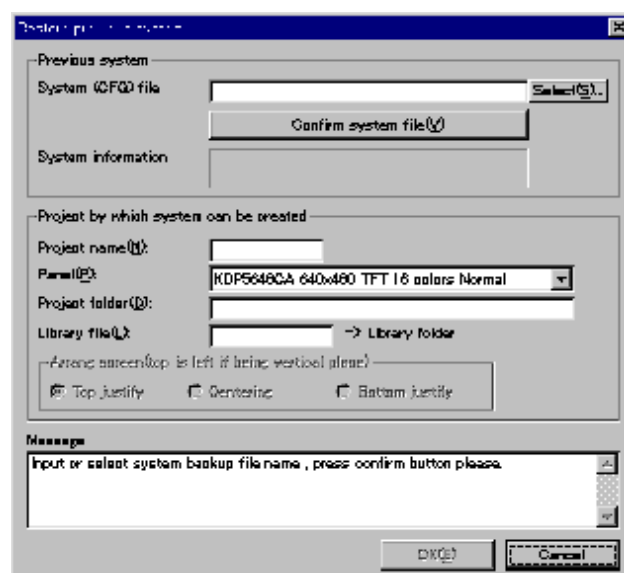 Previous system
System (CFG) file
Select(S)..
Confirm system file(V)
System information
Project by which system can be created
Project name(N):
Panel(P):
KDP5646CA 640x480 TFT 16 colors Normal
Project folder(D):
Library file(L):
-> Library folder
Arrang screen(top is left if being vertical plane)
Top justify
Centering
Bottom justify
Message
Input or select system backup file name , press confirm button please.
OK(E)
Cancel